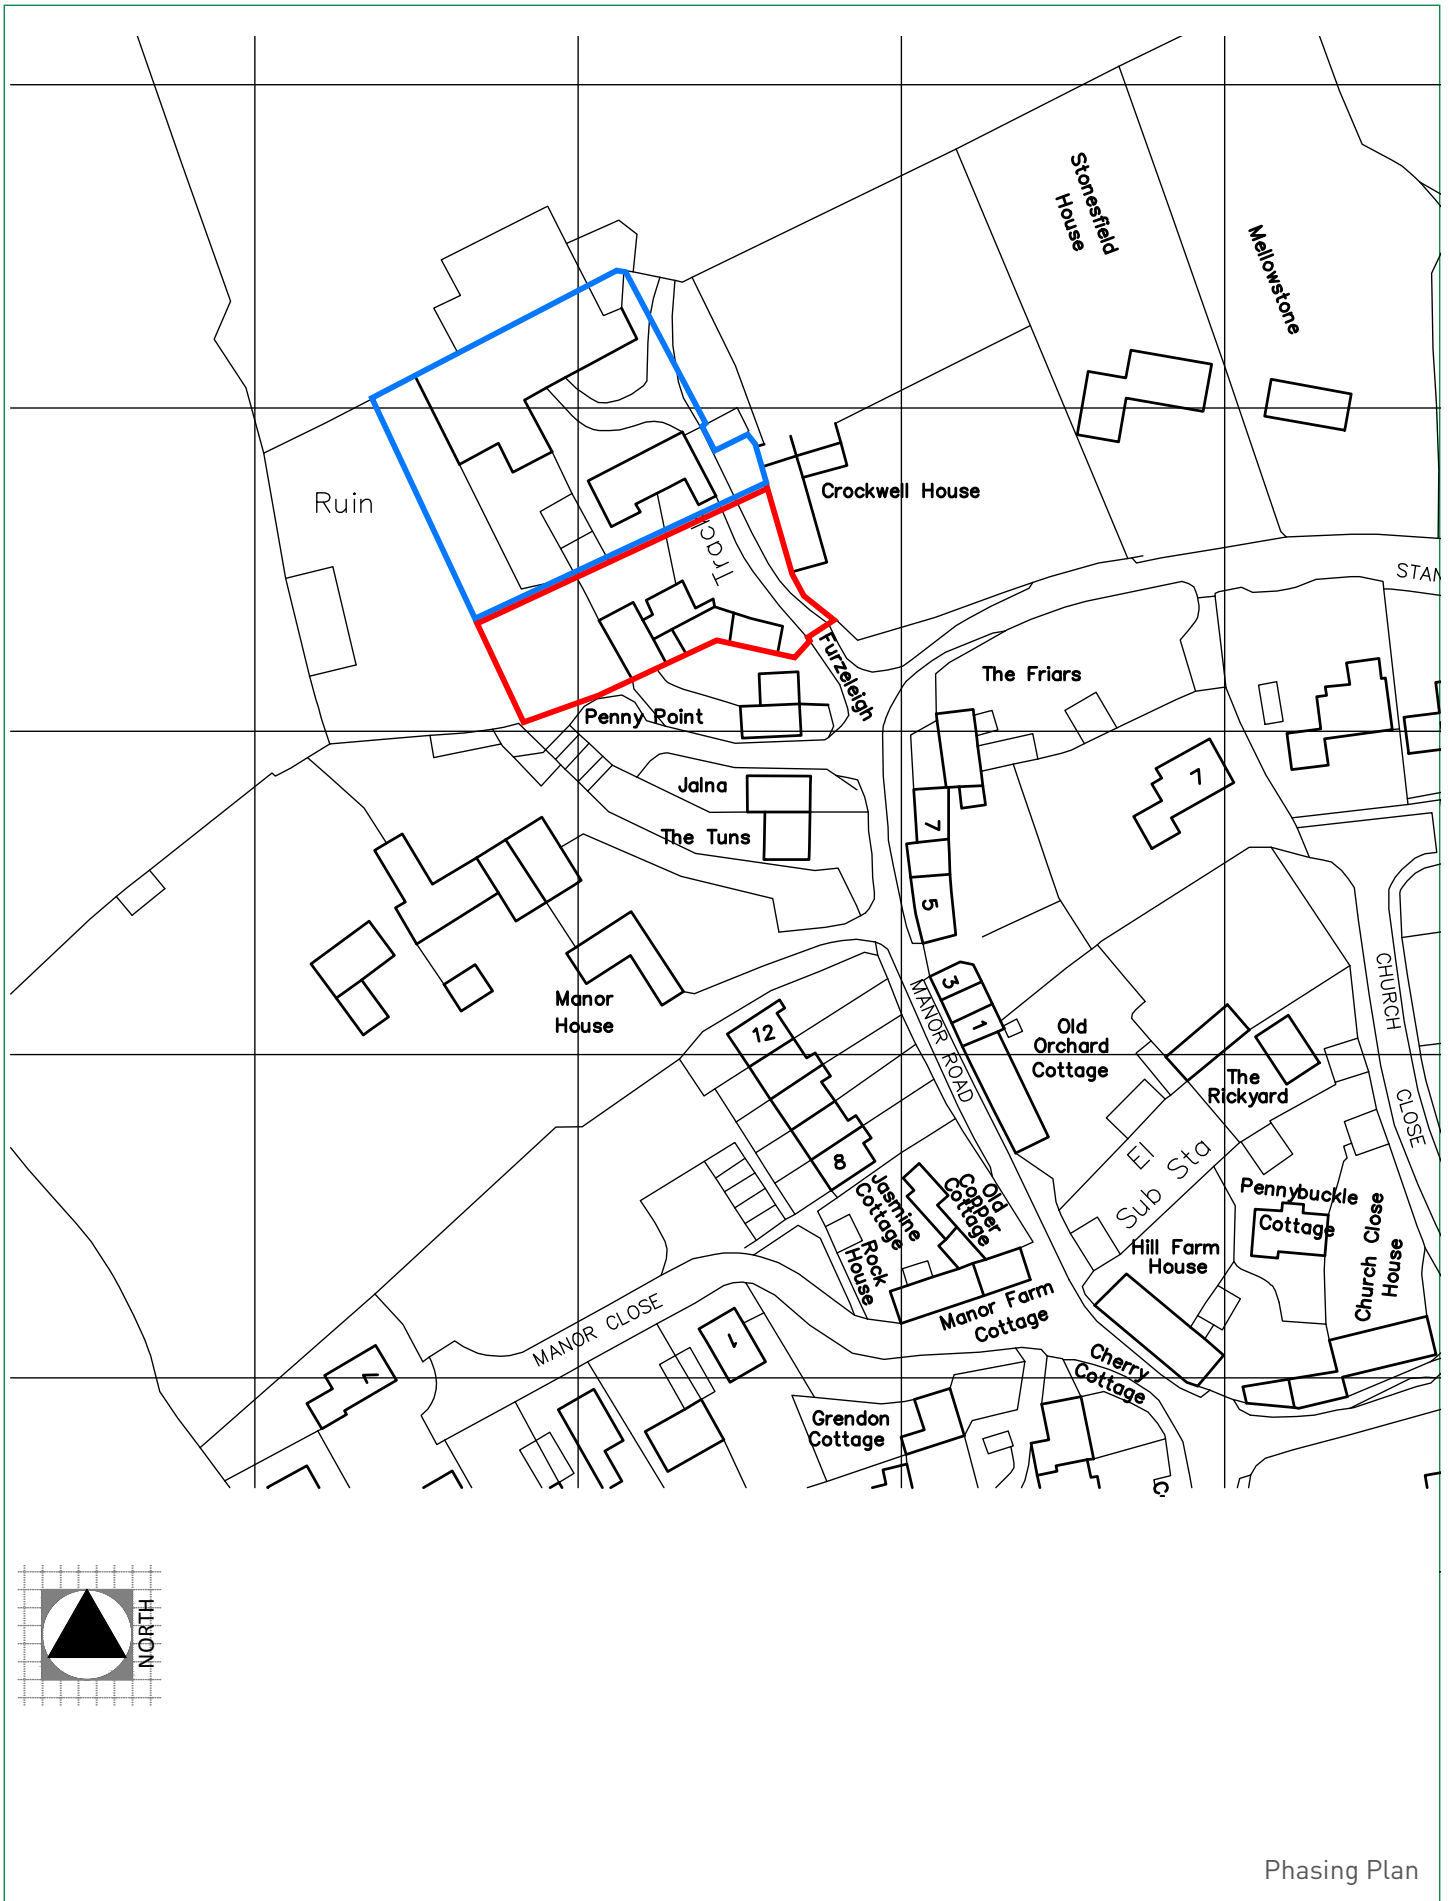 Stonesfield
House
Mellowstone
Ruin
Crockwell House
Track
STAN
Furzeleigh
The Friars
Penny Point
7
Jalna
The Tuns
7
5
Manor
House
3
1
MANOR ROAD
CHURCH
CLOSE
12
Old
Orchard
Cottage
The
Rickyard
8
El
Sub Sta
Jasmine
Cottage
Old
Copper
Cottage
Rock
House
Pennybuckle
Cottage
Church Close
House
Hill Farm
House
Manor Farm
Cottage
MANOR CLOSE
1
7
Cherry
Cottage
Grendon
Cottage
NORTH
Phasing Plan